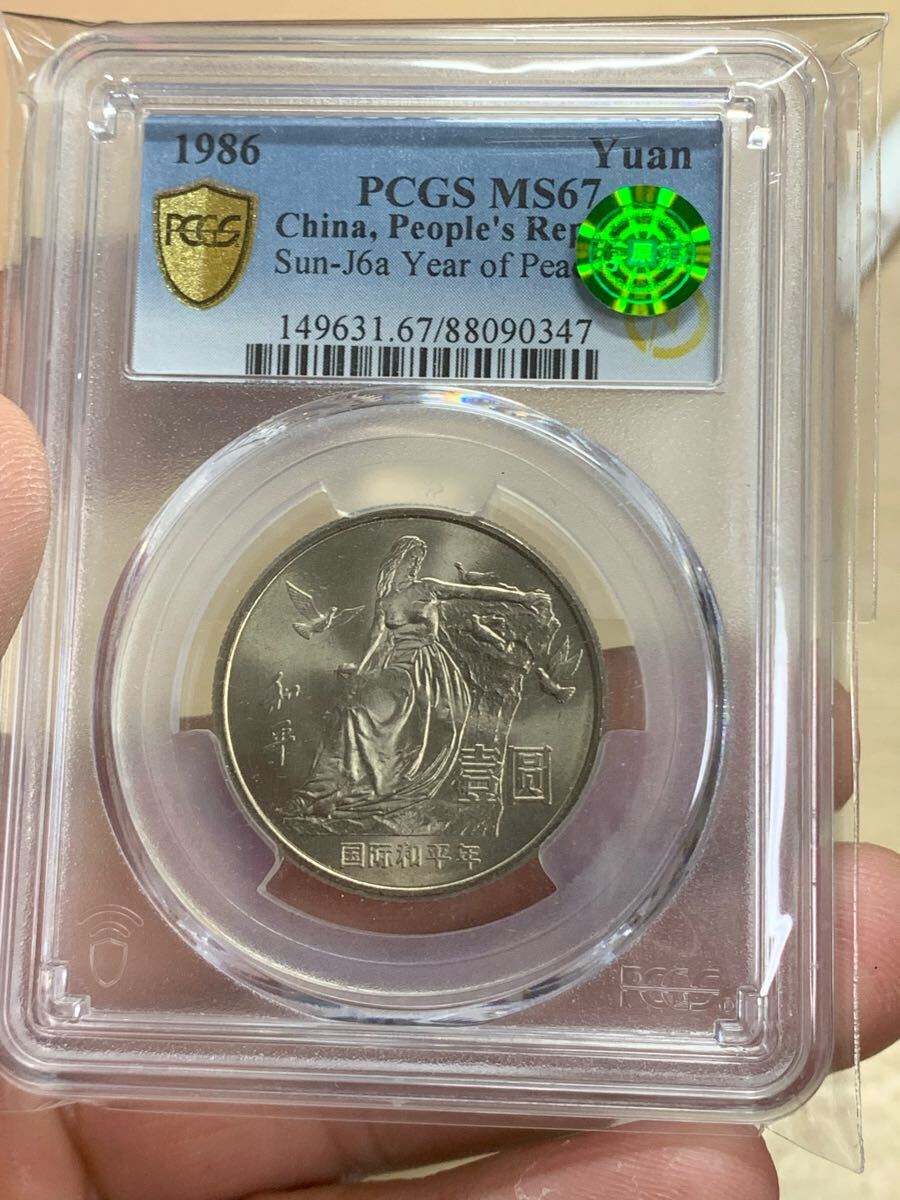 1986 Yuan
PCGS MS67
China, People's Rep
Sun-J6a Year of Peac
149631.67/88090347
PCGS
和平
壹圆
国际和平年
PCGS